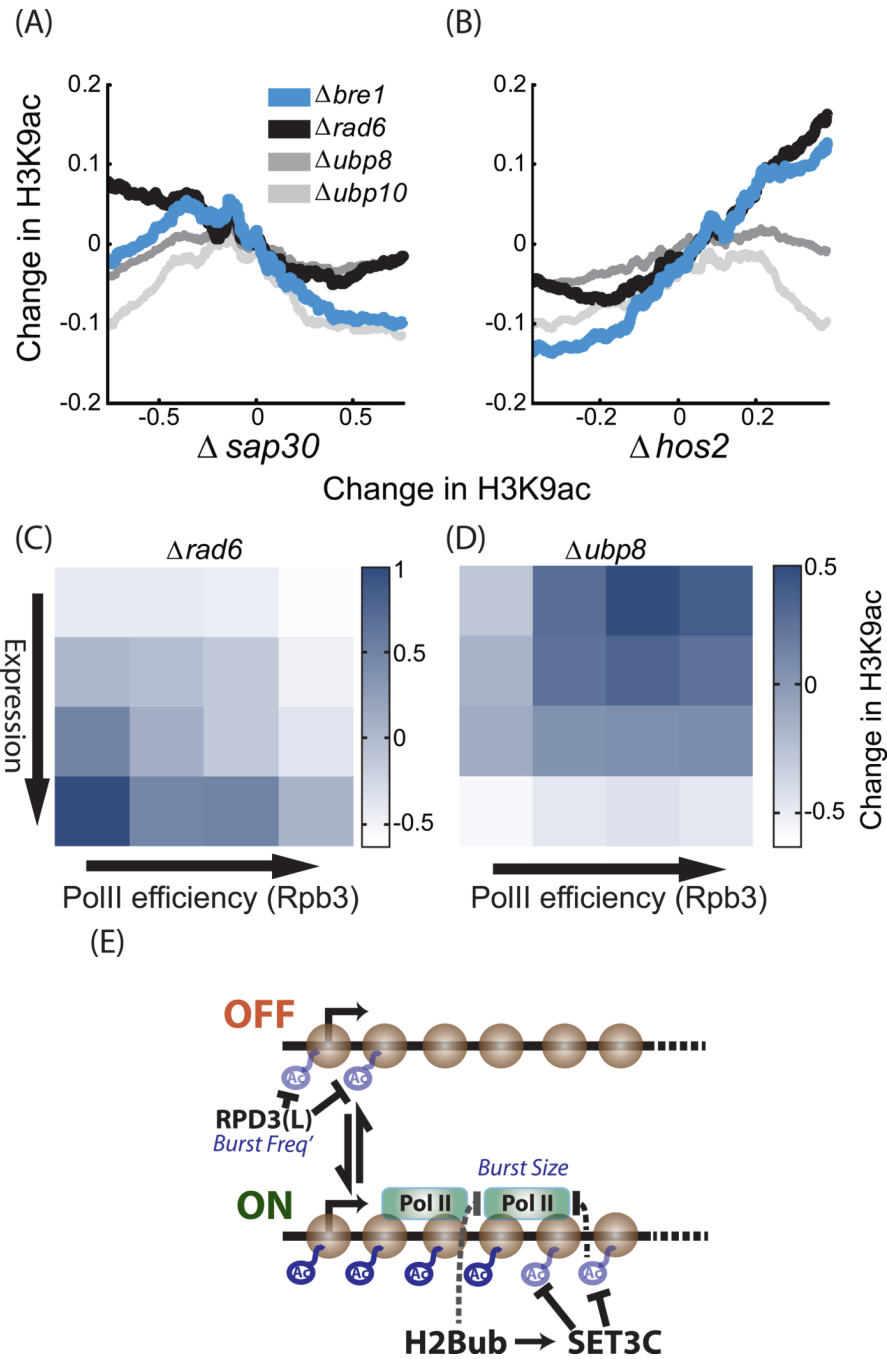 (A)
(B)
0.2
0.1
0
-0.1
-0.2
Change in H3K9ac
Δbre1
Δrad6
Δubp8
Δubp10
-0.5
0
0.5
Δ sap30
0.2
0.1
0
-0.1
-0.2
-0.2
0
0.2
Δ hos2
Change in H3K9ac
(C)
Δrad6
Expression
1
0.5
0
-0.5
PolII efficiency (Rpb3)
(D)
Δubp8
0.5
0
-0.5
Change in H3K9ac
PolII efficiency (Rpb3)
(E)
OFF
Ac
Ac
RPD3(L)
Burst Freq'
Burst Size
ON
Pol II
Pol II
Ac
Ac
Ac
Ac
Ac
Ac
H2Bub
SET3C